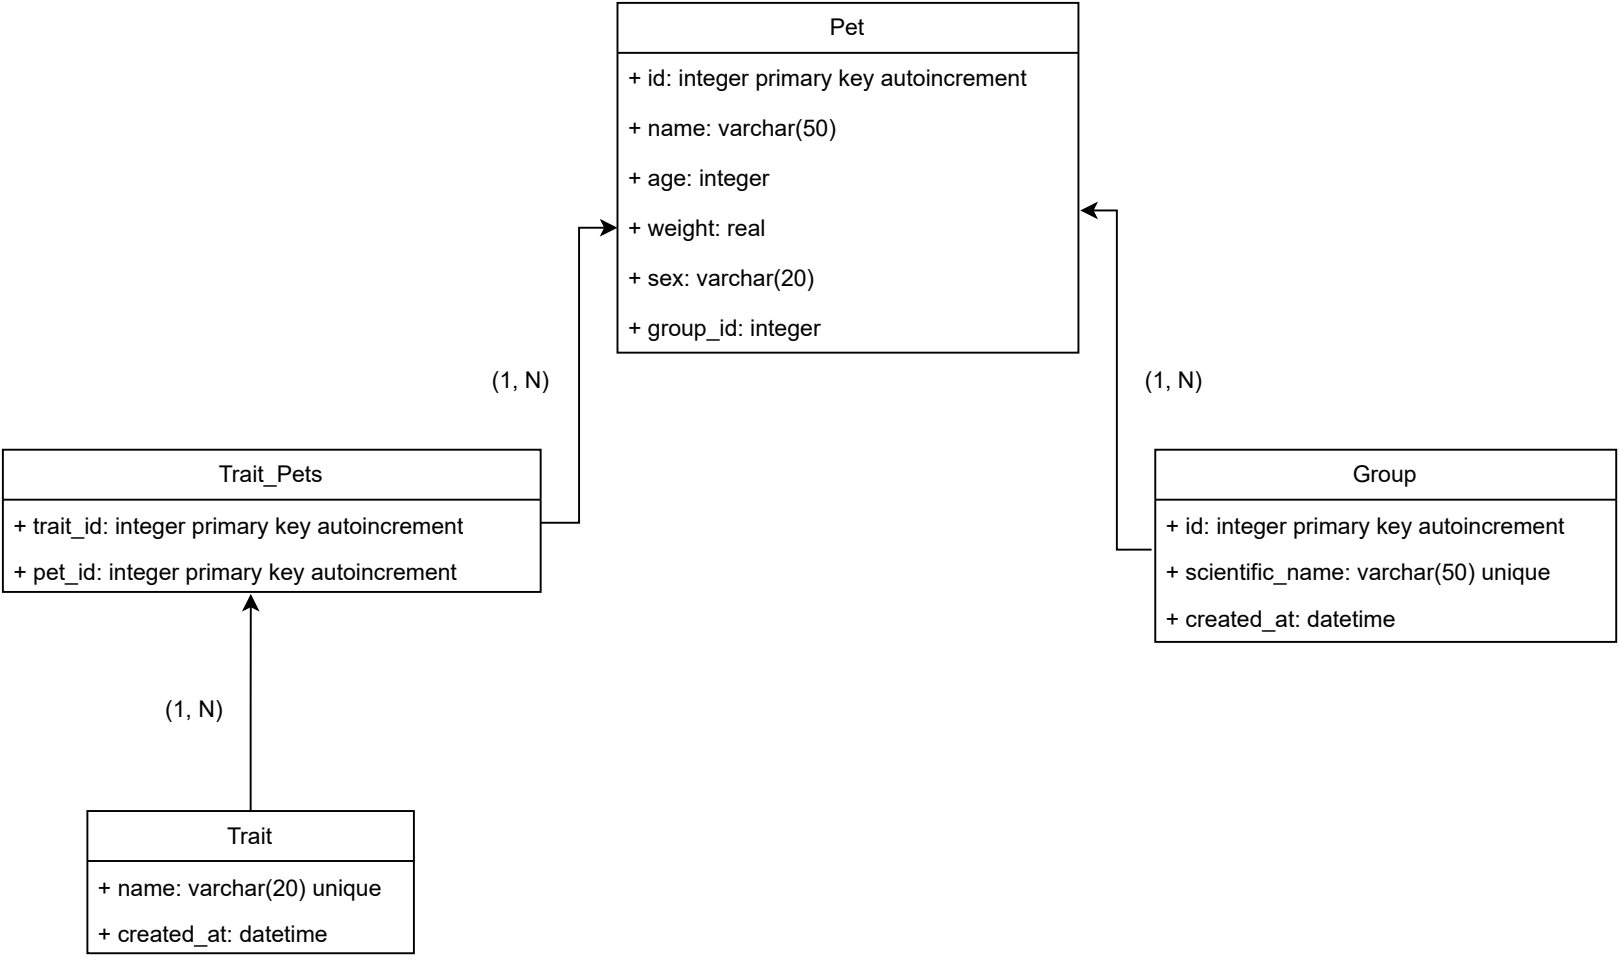 Pet
+ id: integer primary key autoincrement
+ name: varchar(50)
+ age: integer
+ weight: real
+ sex: varchar(20)
+ group_id: integer
(1, N)
(1, N)
Trait_Pets
+ trait_id: integer primary key autoincrement
+ pet_id: integer primary key autoincrement
Group
+ id: integer primary key autoincrement
+ scientific_name: varchar(50) unique
+ created_at: datetime
(1, N)
Trait
+ name: varchar(20) unique
+ created_at: datetime